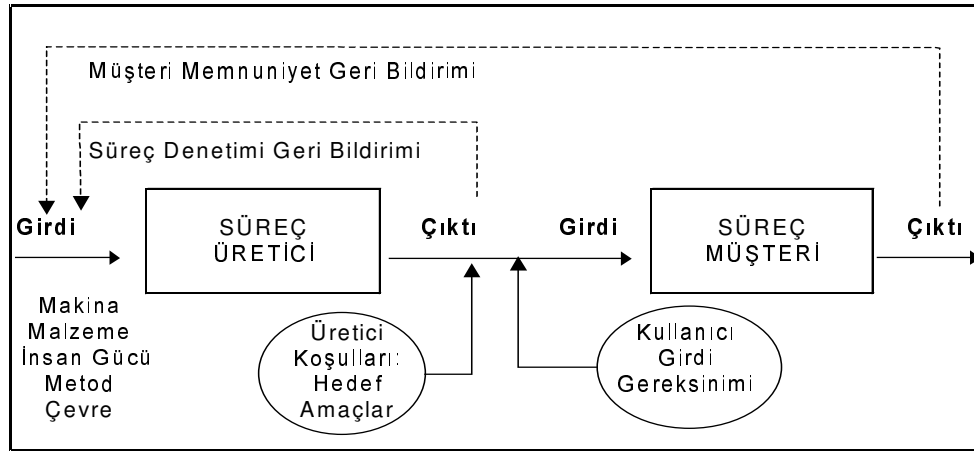 Müşteri Memnuniyet Geri Bildirimi
Süreç Denetimi Geri Bildirimi
Girdi
SÜREÇ
ÜRETİCİ
Çıktı
Girdi
SÜREÇ
MÜŞTERİ
Çıktı
Makina
Malzeme
İnsan Gücü
Metod
Çevre
Üretici
Koşulları:
Hedef
Amaçlar
Kullanıcı
Girdi
Gereksinimi